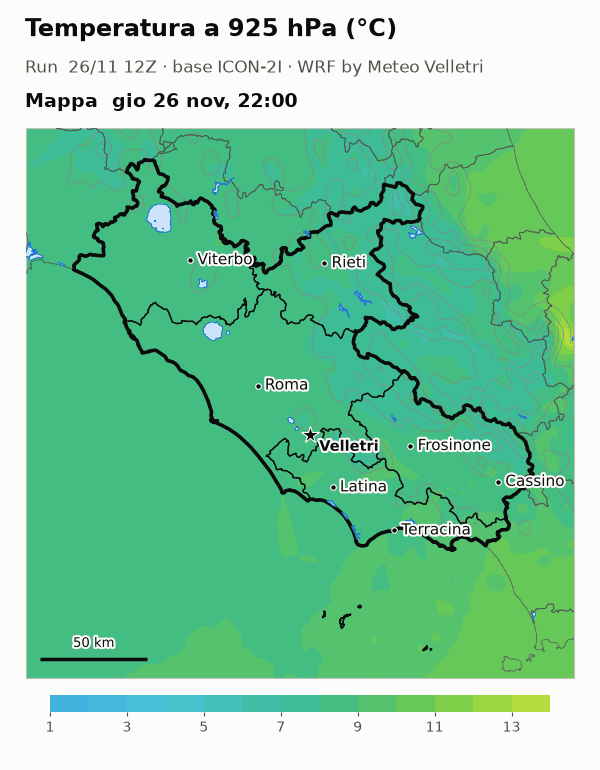 Temperatura a 925 hPa (°C)
Run 26/11 12Z · base ICON-2I · WRF by Meteo Velletri
Mappa gio 26 nov, 22:00
Viterbo
Rieti
Roma
Velletri
Frosinone
Cassino
Latina
Terracina
50 km
1 3 5 7 9 11 13